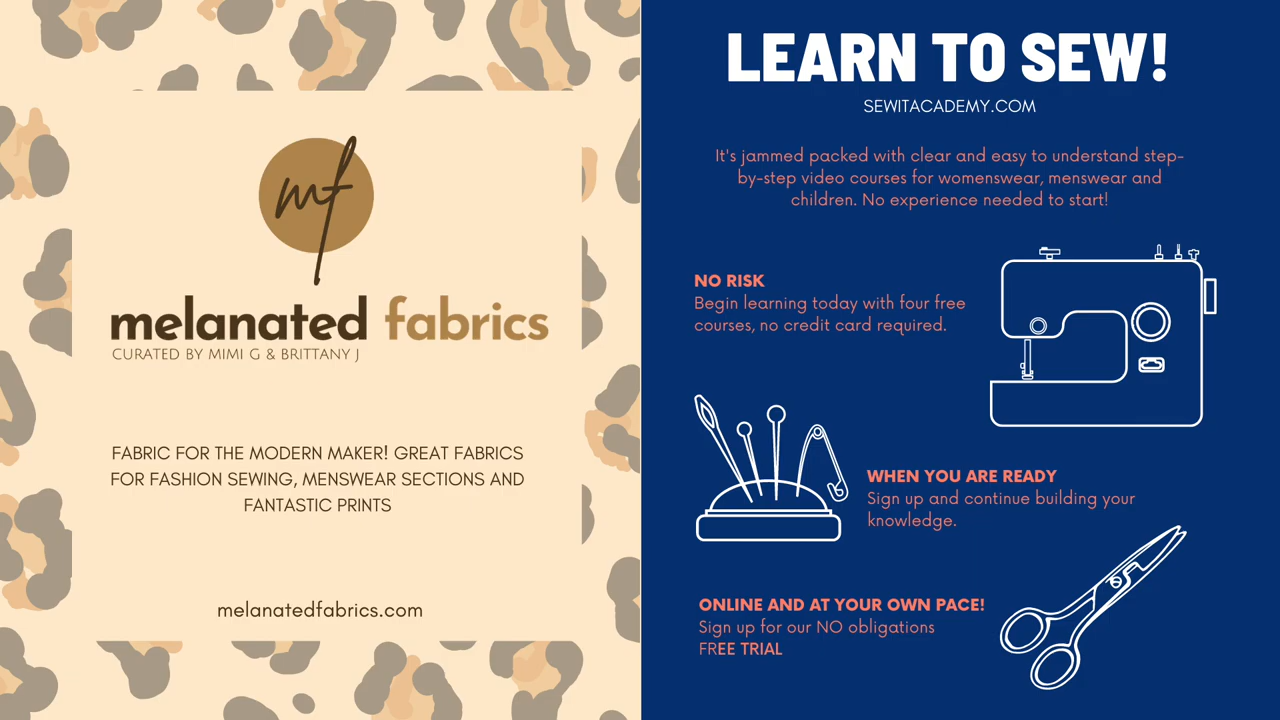 mf
melanated fabrics
CURATED BY MIMI G & BRITTANY J
FABRIC FOR THE MODERN MAKER! GREAT FABRICS
FOR FASHION SEWING, MENSWEAR SECTIONS AND
FANTASTIC PRINTS
melanatedfabrics.com
LEARN TO SEW!
SEWITACADEMY.COM
It's jammed packed with clear and easy to understand step-
by-step video courses for womenswear, menswear and
children. No experience needed to start!
NO RISK
Begin learning today with four free
courses, no credit card required.
WHEN YOU ARE READY
Sign up and continue building your
knowledge.
ONLINE AND AT YOUR OWN PACE!
Sign up for our NO obligations
FREE TRIAL